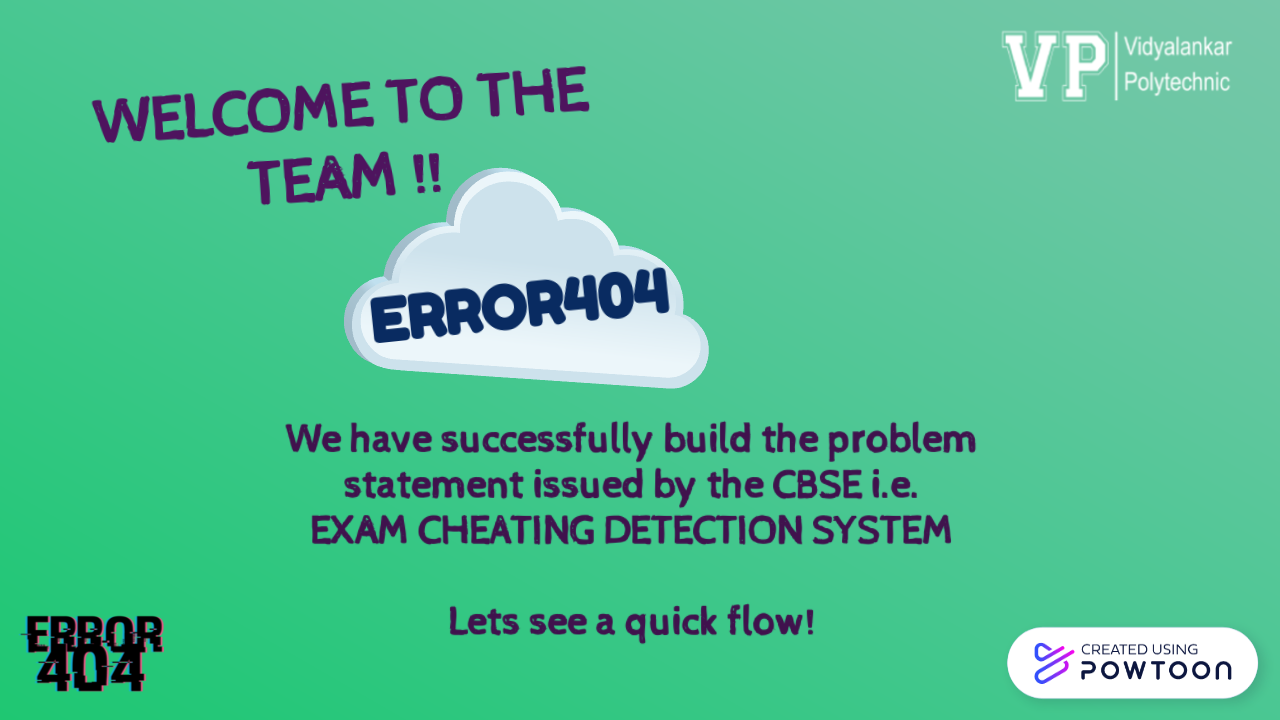 VP
Vidyalankar
Polytechnic
WELCOME TO THE
TEAM !!
ERROR404
We have successfully build the problem
statement issued by the CBSE i.e.
EXAM CHEATING DETECTION SYSTEM
Lets see a quick flow!
ERROR
404
CREATED USING
POWTOON